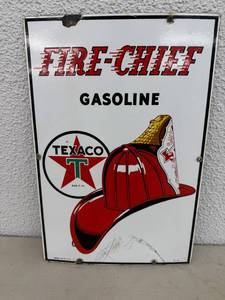 FIRE-CHIEF
GASOLINE
TEXACO
T